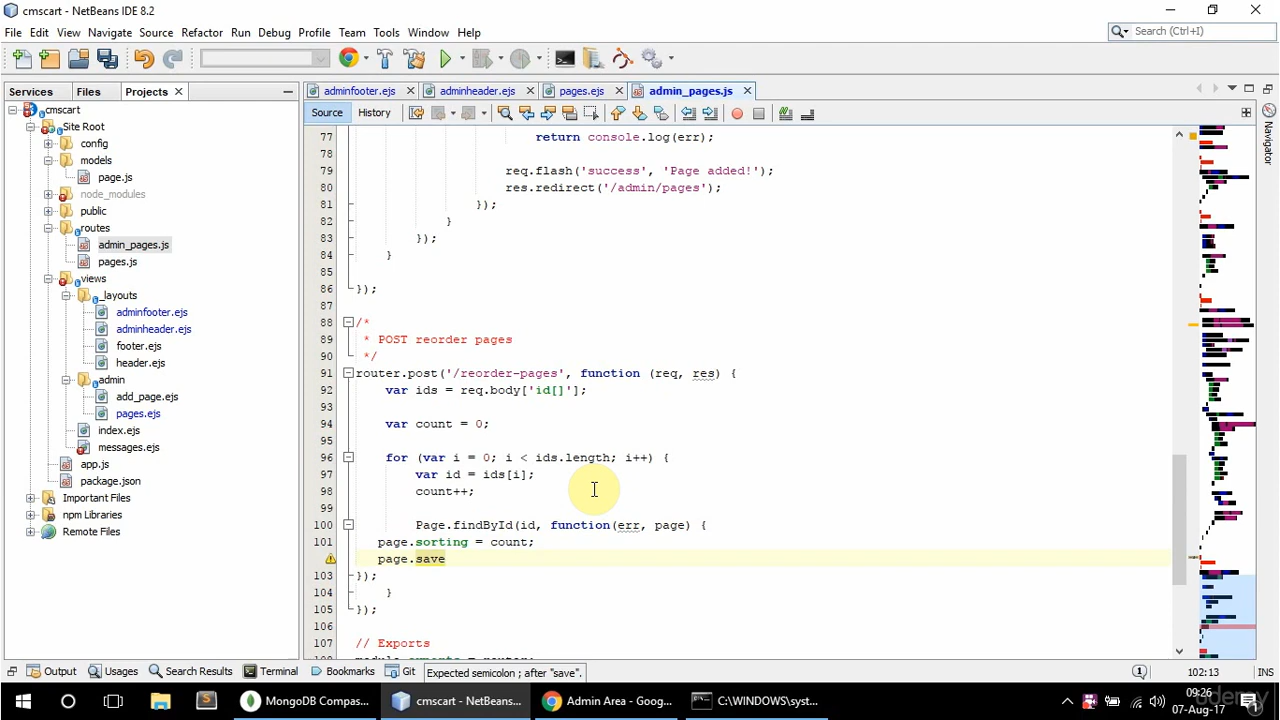 cmscart - NetBeans IDE 8.2
File Edit View Navigate Source Refactor Run Debug Profile Team Tools Window Help
Search (Ctrl+I)
Services Files Projects
adminfooter.ejs adminheader.ejs pages.ejs admin_pages.js
Source History
cmscart
Site Root
config
models
page.js
node_modules
public
routes
admin_pages.js
pages.js
views
_layouts
adminfooter.ejs
adminheader.ejs
footer.ejs
header.ejs
admin
add_page.ejs
pages.ejs
index.ejs
messages.ejs
app.js
package.json
Important Files
npm Libraries
Remote Files
77 return console.log(err);
78
79 req.flash('success', 'Page added!');
80 res.redirect('/admin/pages');
81 });
82 }
83 });
84 }
85
86 });
87
88 /*
89 * POST reorder pages
90 */
91 router.post('/reorder-pages', function (req, res) {
92 var ids = req.body['id[]'];
93
94 var count = 0;
95
96 for (var i = 0; i < ids.length; i++) {
97 var id = ids[i];
98 count++;
99
100 Page.findById(id, function(err, page) {
101 page.sorting = count;
page.save
103 });
104 }
105 });
106
107 // Exports
module.exports = router;
Navigator
Output Usages Search Results Terminal Bookmarks Git Expected semicolon ; after "save". 1 102:13 INS
MongoDB Compas... cmscart - NetBeans I... Admin Area - Goog... C:\WINDOWS\syst... 09:26
07-Aug-17
udemy